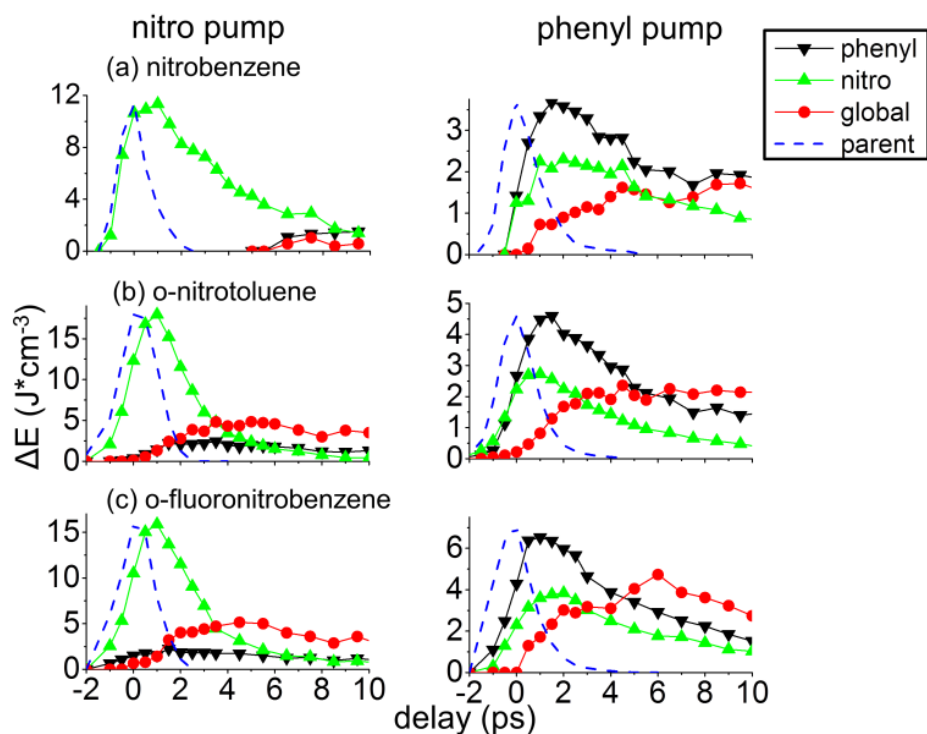 nitro pump
phenyl pump
phenyl
nitro
global
parent
(a) nitrobenzene
12
8
4
0
3
2
1
0
(b) o-nitrotoluene
15
10
5
0
5
4
3
2
1
0
(c) o-fluoronitrobenzene
15
10
5
0
6
4
2
0
-2 0 2 4 6 8 10
-2 0 2 4 6 8 10
delay (ps)
ΔE (J*cm⁻³)